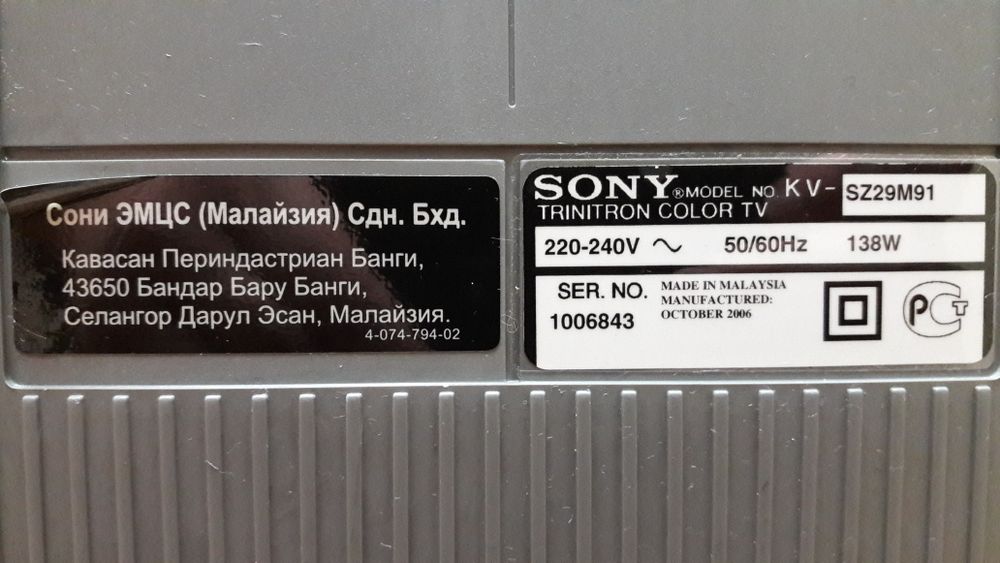 Сони ЭМЦС (Малайзия) Сдн. Бхд.
Кавасан Периндастриан Банги,
43650 Бандар Бару Банги,
Селангор Дарул Эсан, Малайзия.
4-074-794-02
SONY® MODEL NO. KV-SZ29M91
TRINITRON COLOR TV
220-240V ~ 50/60Hz 138W
SER. NO.
1006843
MADE IN MALAYSIA
MANUFACTURED:
OCTOBER 2006
РСТ